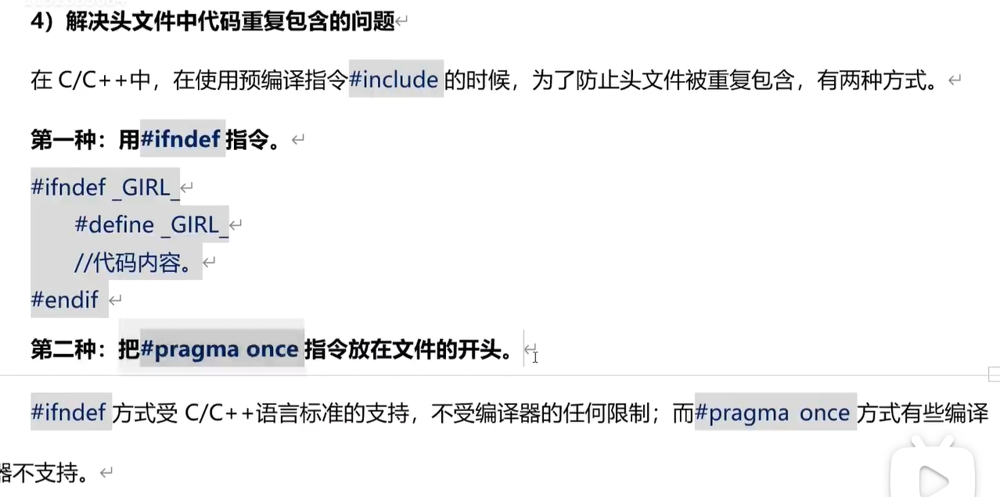 4）解决头文件中代码重复包含的问题
在 C/C++中，在使用预编译指令#include 的时候，为了防止头文件被重复包含，有两种方式。
第一种：用#ifndef 指令。
#ifndef _GIRL_
#define _GIRL_
//代码内容。
#endif
第二种：把#pragma once 指令放在文件的开头。
#ifndef 方式受 C/C++语言标准的支持，不受编译器的任何限制；而#pragma once 方式有些编译
器不支持。